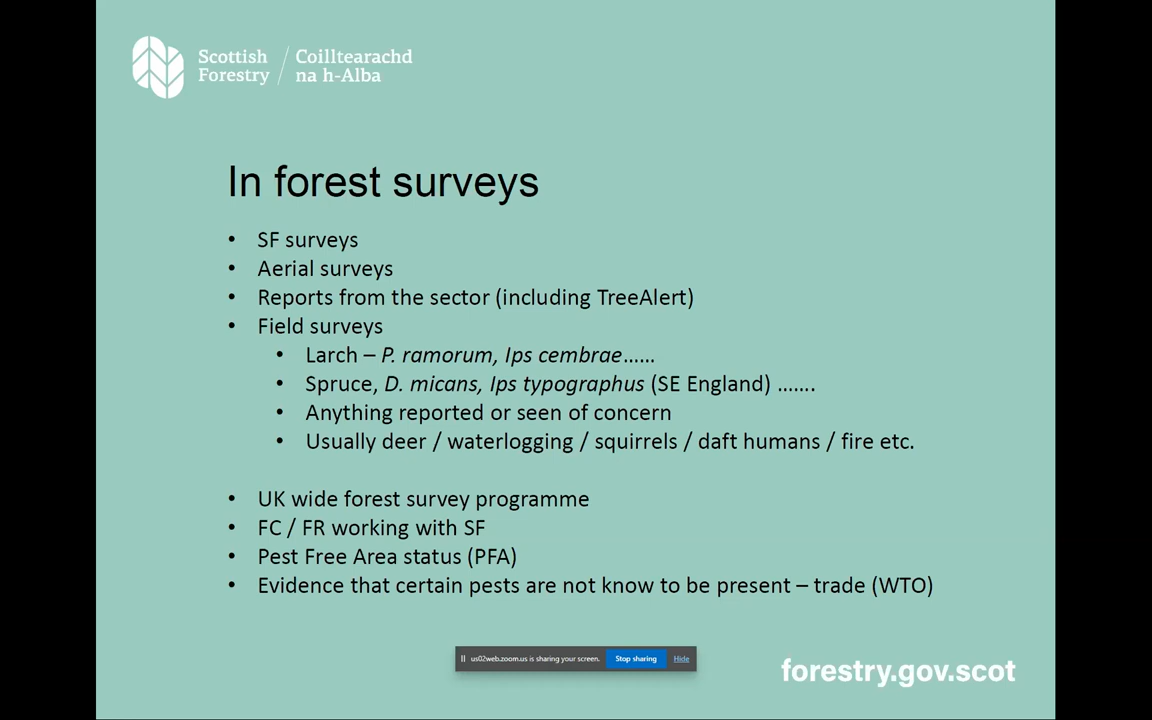 Scottish Forestry / Coilltearachd na h-Alba
In forest surveys
• SF surveys
• Aerial surveys
• Reports from the sector (including TreeAlert)
• Field surveys
• Larch – P. ramorum, Ips cembrae......
• Spruce, D. micans, Ips typographus (SE England) .......
• Anything reported or seen of concern
• Usually deer / waterlogging / squirrels / daft humans / fire etc.
• UK wide forest survey programme
• FC / FR working with SF
• Pest Free Area status (PFA)
• Evidence that certain pests are not know to be present – trade (WTO)
us02web.zoom.us is sharing your screen. Stop sharing Hide
forestry.gov.scot